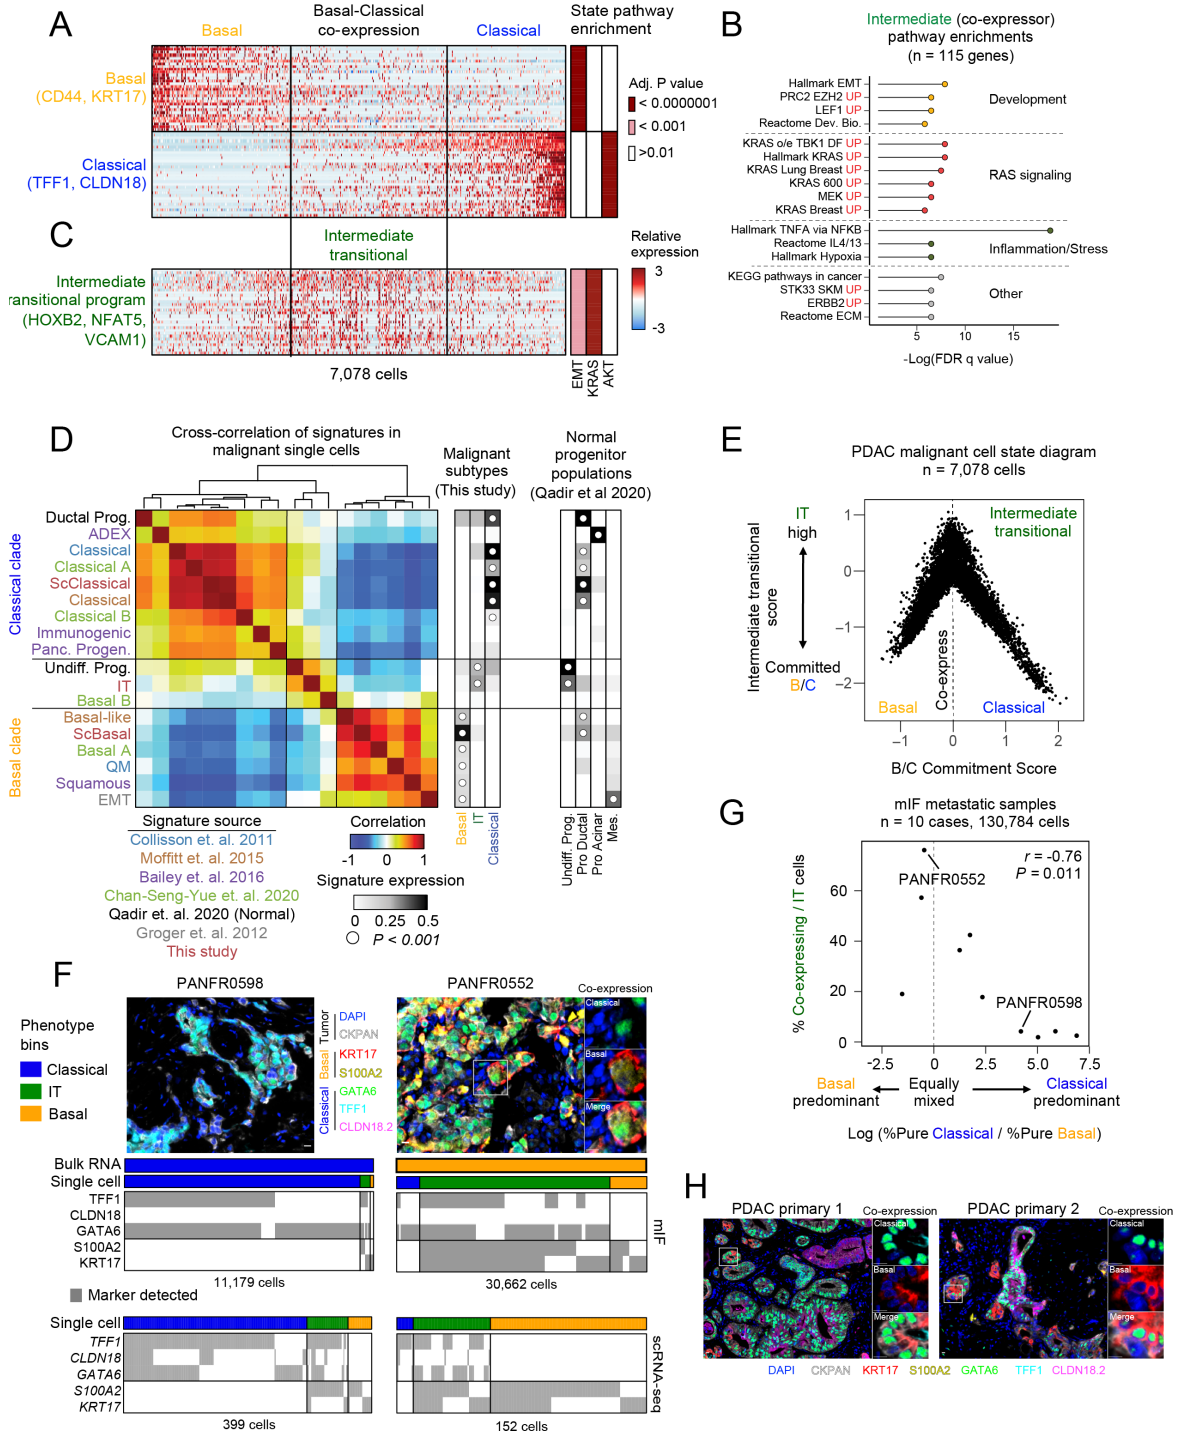 A
Basal
Basal-Classical
co-expression
Classical
State pathway
enrichment
Basal
(CD44, KRT17)
Classical
(TFF1, CLDN18)
Adj. P value
< 0.0000001
< 0.001
>0.01
C
Intermediate
transitional
Intermediate
ransitional program
(HOXB2, NFAT5,
VCAM1)
Relative
expression
3
-3
7,078 cells
EMT
KRAS
AKT
B
Intermediate (co-expressor)
pathway enrichments
(n = 115 genes)
Hallmark EMT
PRC2 EZH2 UP
LEF1 UP
Reactome Dev. Bio.
Development
KRAS o/e TBK1 DF UP
Hallmark KRAS UP
KRAS Lung Breast UP
KRAS 600 UP
MEK UP
KRAS Breast UP
RAS signaling
Hallmark TNFA via NFKB
Reactome IL4/13
Hallmark Hypoxia
Inflammation/Stress
KEGG pathways in cancer
STK33 SKM UP
ERBB2 UP
Reactome ECM
Other
5 10 15
-Log(FDR q value)
D
Cross-correlation of signatures in
malignant single cells
Malignant
subtypes
(This study)
Normal
progenitor
populations
(Qadir et al 2020)
Classical clade
Ductal Prog.
ADEX
Classical
Classical A
ScClassical
Classical
Classical B
Immunogenic
Panc. Progen.
Undiff. Prog.
IT
Basal B
Basal clade
Basal-like
ScBasal
Basal A
QM
Squamous
EMT
Basal
IT
Classical
Undiff. Prog.
Pro Ductal
Pro Acinar
Mes.
Signature source
Collisson et. al. 2011
Moffitt et. al. 2015
Bailey et. al. 2016
Chan-Seng-Yue et. al. 2020
Qadir et. al. 2020 (Normal)
Groger et. al. 2012
This study
Correlation
-1 0 1
Signature expression
0 0.25 0.5
P < 0.001
E
PDAC malignant cell state diagram
n = 7,078 cells
Intermediate transitional
score
IT
high
Committed
B/C
1
0
−1
−2
Intermediate
transitional
Co-express
Basal
Classical
−1 0 1 2
B/C Commitment Score
G
mIF metastatic samples
n = 10 cases, 130,784 cells
% Co-expressing / IT cells
60
40
20
0
r = -0.76
P = 0.011
PANFR0552
PANFR0598
-2.5 0 2.5 5.0 7.5
Basal
predominant
Equally
mixed
Classical
predominant
Log (%Pure Classical / %Pure Basal)
F
PANFR0598
PANFR0552
Co-expression
Phenotype
bins
Classical
IT
Basal
Tumor
DAPI
CKPAN
Basal
KRT17
S100A2
Classical
GATA6
TFF1
CLDN18.2
Classical
Basal
Merge
Bulk RNA
Single cell
TFF1
CLDN18
GATA6
S100A2
KRT17
mIF
11,179 cells
30,662 cells
Marker detected
Single cell
TFF1
CLDN18
GATA6
S100A2
KRT17
scRNA-seq
399 cells
152 cells
H
PDAC primary 1
Co-expression
PDAC primary 2
Co-expression
Classical
Basal
Merge
Classical
Basal
Merge
DAPI CKPAN KRT17 S100A2 GATA6 TFF1 CLDN18.2